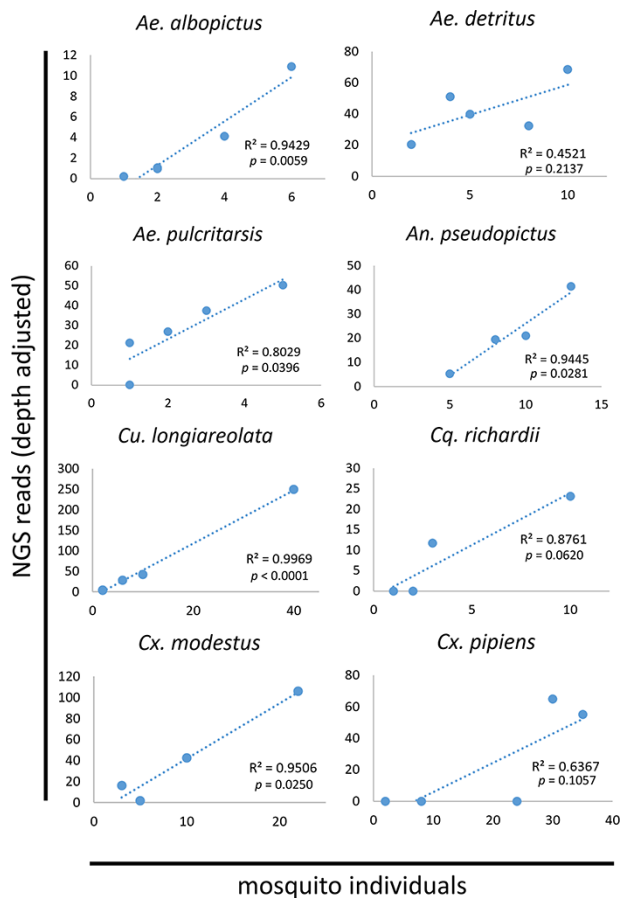 Ae. albopictus
12
10
8
6
4
2
0
0 2 4 6
R² = 0.9429
p = 0.0059
Ae. detritus
80
60
40
20
0
0 5 10
R² = 0.4521
p = 0.2137
Ae. pulcritarsis
60
50
40
30
20
10
0
0 2 4 6
R² = 0.8029
p = 0.0396
An. pseudopictus
50
40
30
20
10
0
0 5 10 15
R² = 0.9445
p = 0.0281
Cu. longiareolata
300
250
200
150
100
50
0
0 20 40
R² = 0.9969
p < 0.0001
Cq. richardii
30
25
20
15
10
5
0
0 5 10
R² = 0.8761
p = 0.0620
Cx. modestus
120
100
80
60
40
20
0
0 10 20
R² = 0.9506
p = 0.0250
Cx. pipiens
80
60
40
20
0
0 10 20 30 40
R² = 0.6367
p = 0.1057
NGS reads (depth adjusted)
mosquito individuals